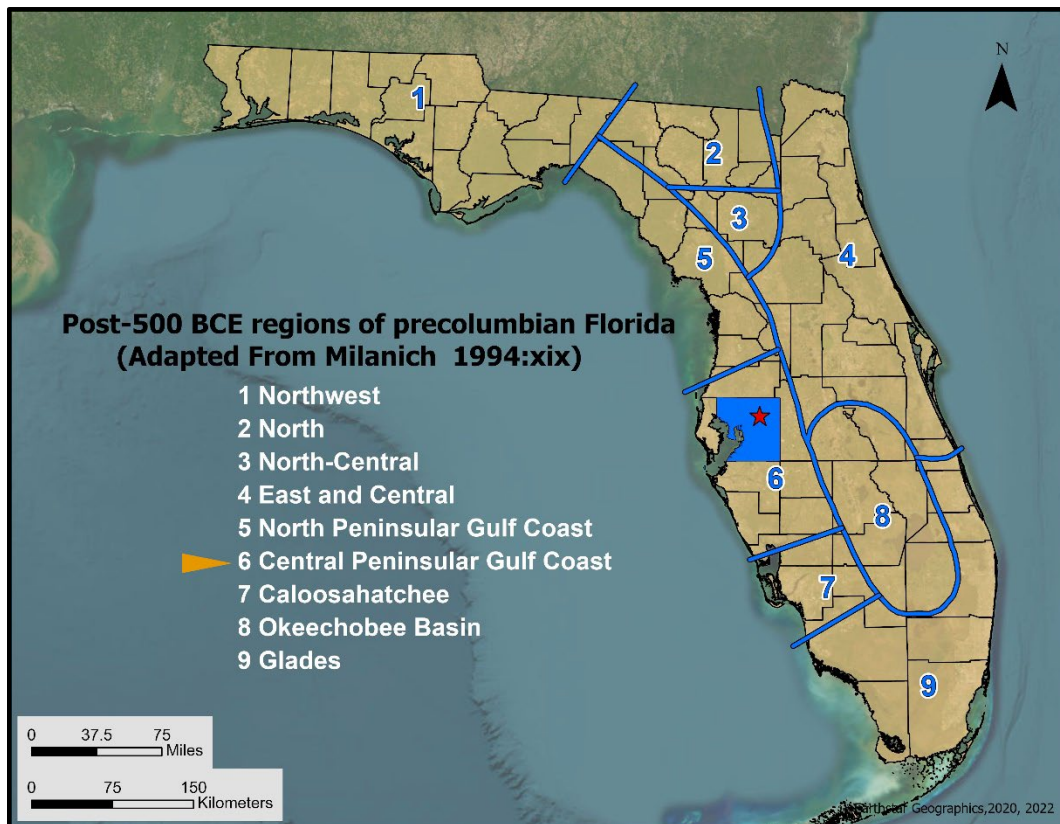 N
1
2
3
4
5
6
8
7
9
Post-500 BCE regions of precolumbian Florida
(Adapted From Milanich 1994:xix)
1 Northwest
2 North
3 North-Central
4 East and Central
5 North Peninsular Gulf Coast
6 Central Peninsular Gulf Coast
7 Caloosahatchee
8 Okeechobee Basin
9 Glades
0 37.5 75
Miles
0 75 150
Kilometers
Earthstar Geographics,2020, 2022